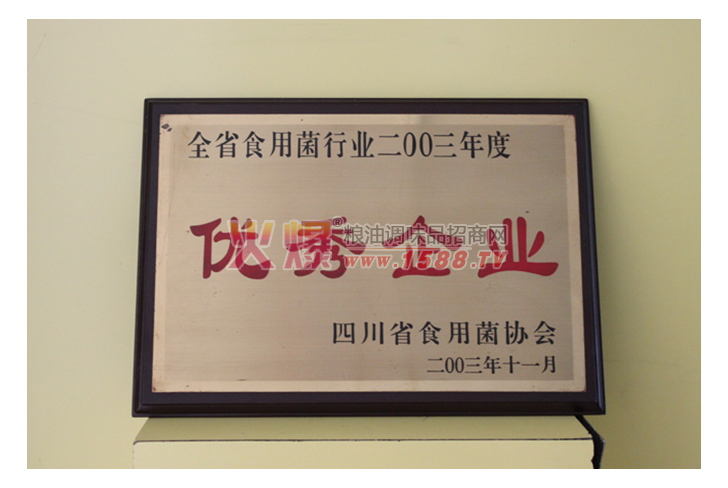 全省食用菌行业二00三年度
优秀企业
火爆®粮油调味品招商网
www.1588.TV
四川省食用菌协会
二00三年十一月